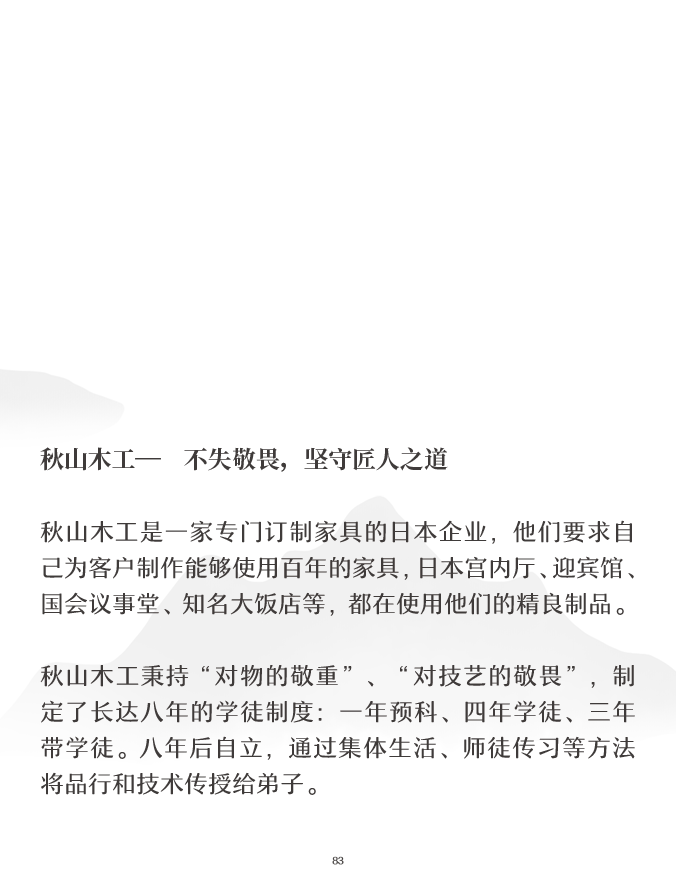 秋山木工— 不失敬畏，坚守匠人之道
秋山木工是一家专门订制家具的日本企业，他们要求自
己为客户制作能够使用百年的家具，日本宫内厅、迎宾馆、
国会议事堂、知名大饭店等，都在使用他们的精良制品。
秋山木工秉持“对物的敬重”、“对技艺的敬畏”，制
定了长达八年的学徒制度：一年预科、四年学徒、三年
带学徒。八年后自立，通过集体生活、师徒传习等方法
将品行和技术传授给弟子。
83